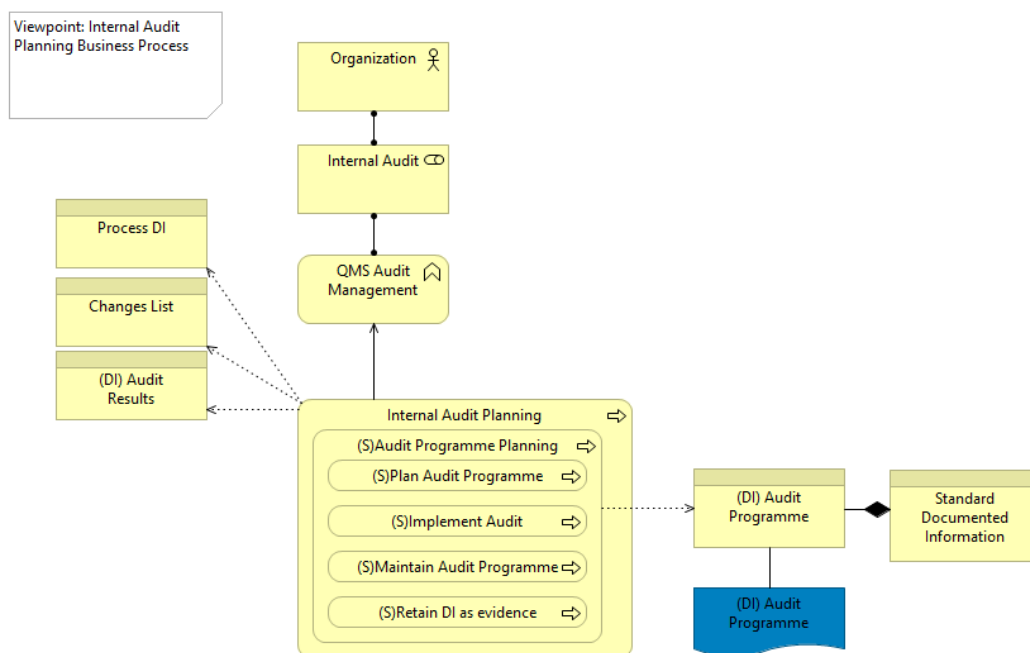 Viewpoint: Internal Audit
Planning Business Process
Organization
Internal Audit
QMS Audit
Management
Process DI
Changes List
(DI) Audit
Results
Internal Audit Planning
(S)Audit Programme Planning
(S)Plan Audit Programme
(S)Implement Audit
(S)Maintain Audit Programme
(S)Retain DI as evidence
(DI) Audit
Programme
Standard
Documented
Information
(DI) Audit
Programme